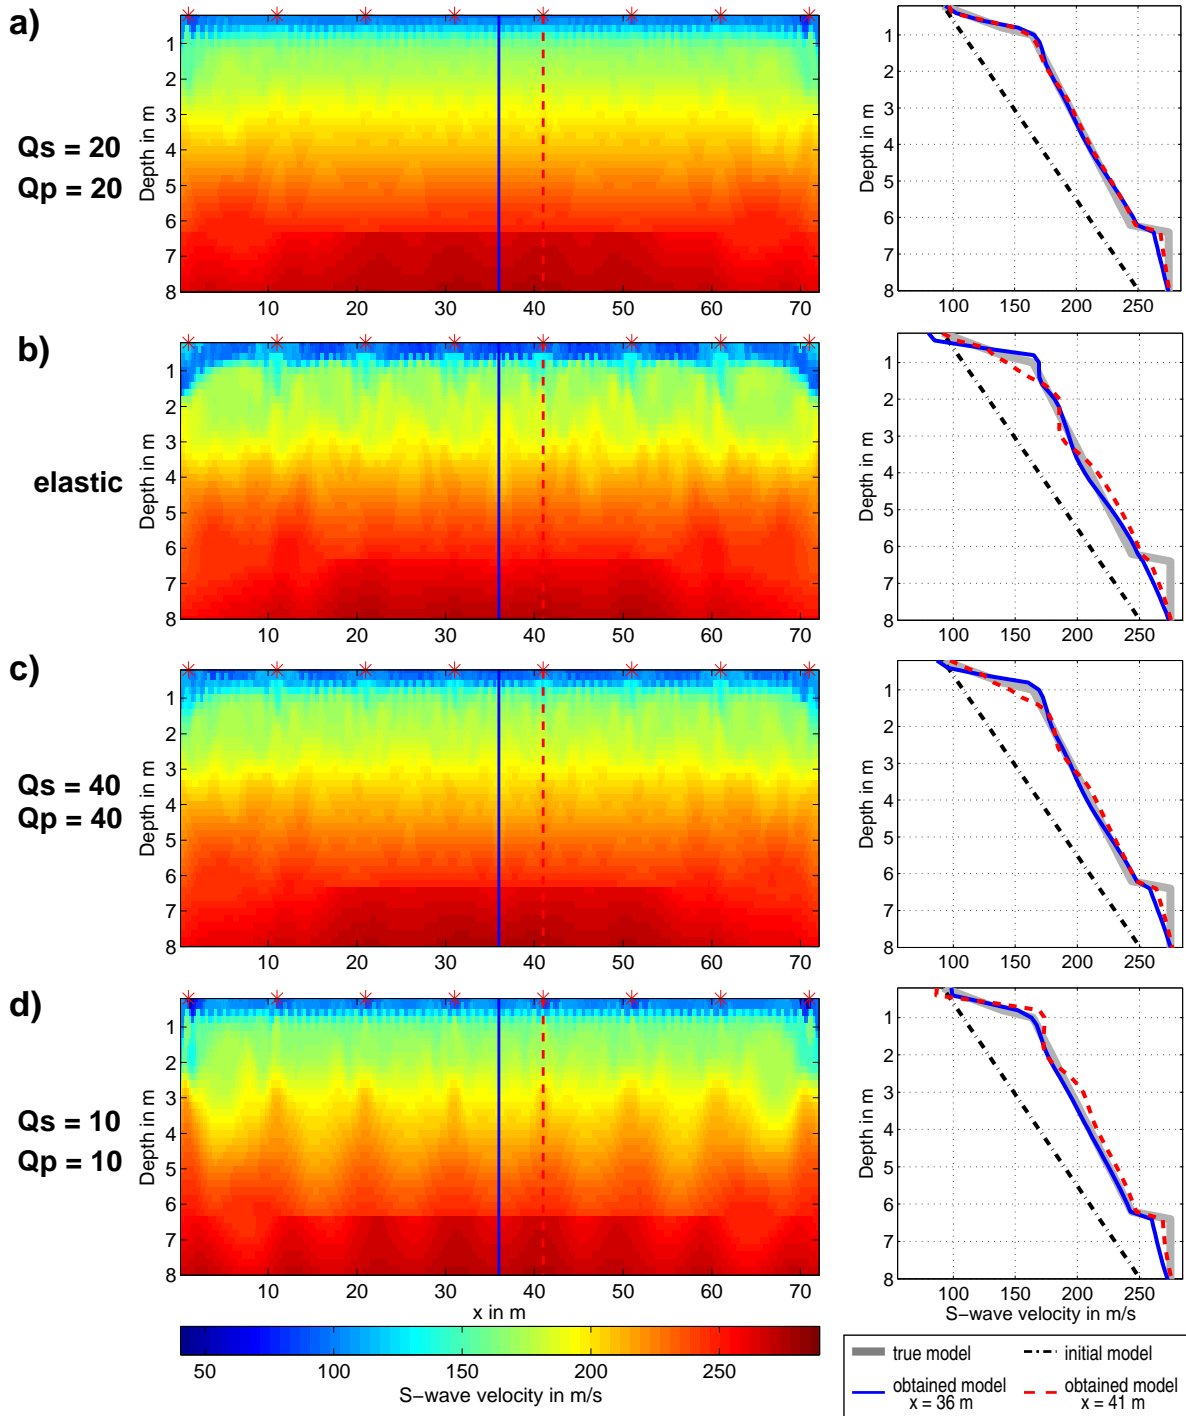 a)
Qs = 20
Qp = 20
Depth in m
1
2
3
4
5
6
7
8
10 20 30 40 50 60 70
Depth in m
1
2
3
4
5
6
7
8
100 150 200 250
b)
elastic
Depth in m
1
2
3
4
5
6
7
8
10 20 30 40 50 60 70
Depth in m
1
2
3
4
5
6
7
8
100 150 200 250
c)
Qs = 40
Qp = 40
Depth in m
1
2
3
4
5
6
7
8
10 20 30 40 50 60 70
Depth in m
1
2
3
4
5
6
7
8
100 150 200 250
d)
Qs = 10
Qp = 10
Depth in m
1
2
3
4
5
6
7
8
10 20 30 40 50 60 70
x in m
Depth in m
1
2
3
4
5
6
7
8
100 150 200 250
S−wave velocity in m/s
50 100 150 200 250
S−wave velocity in m/s
true model
initial model
obtained model
x = 36 m
obtained model
x = 41 m